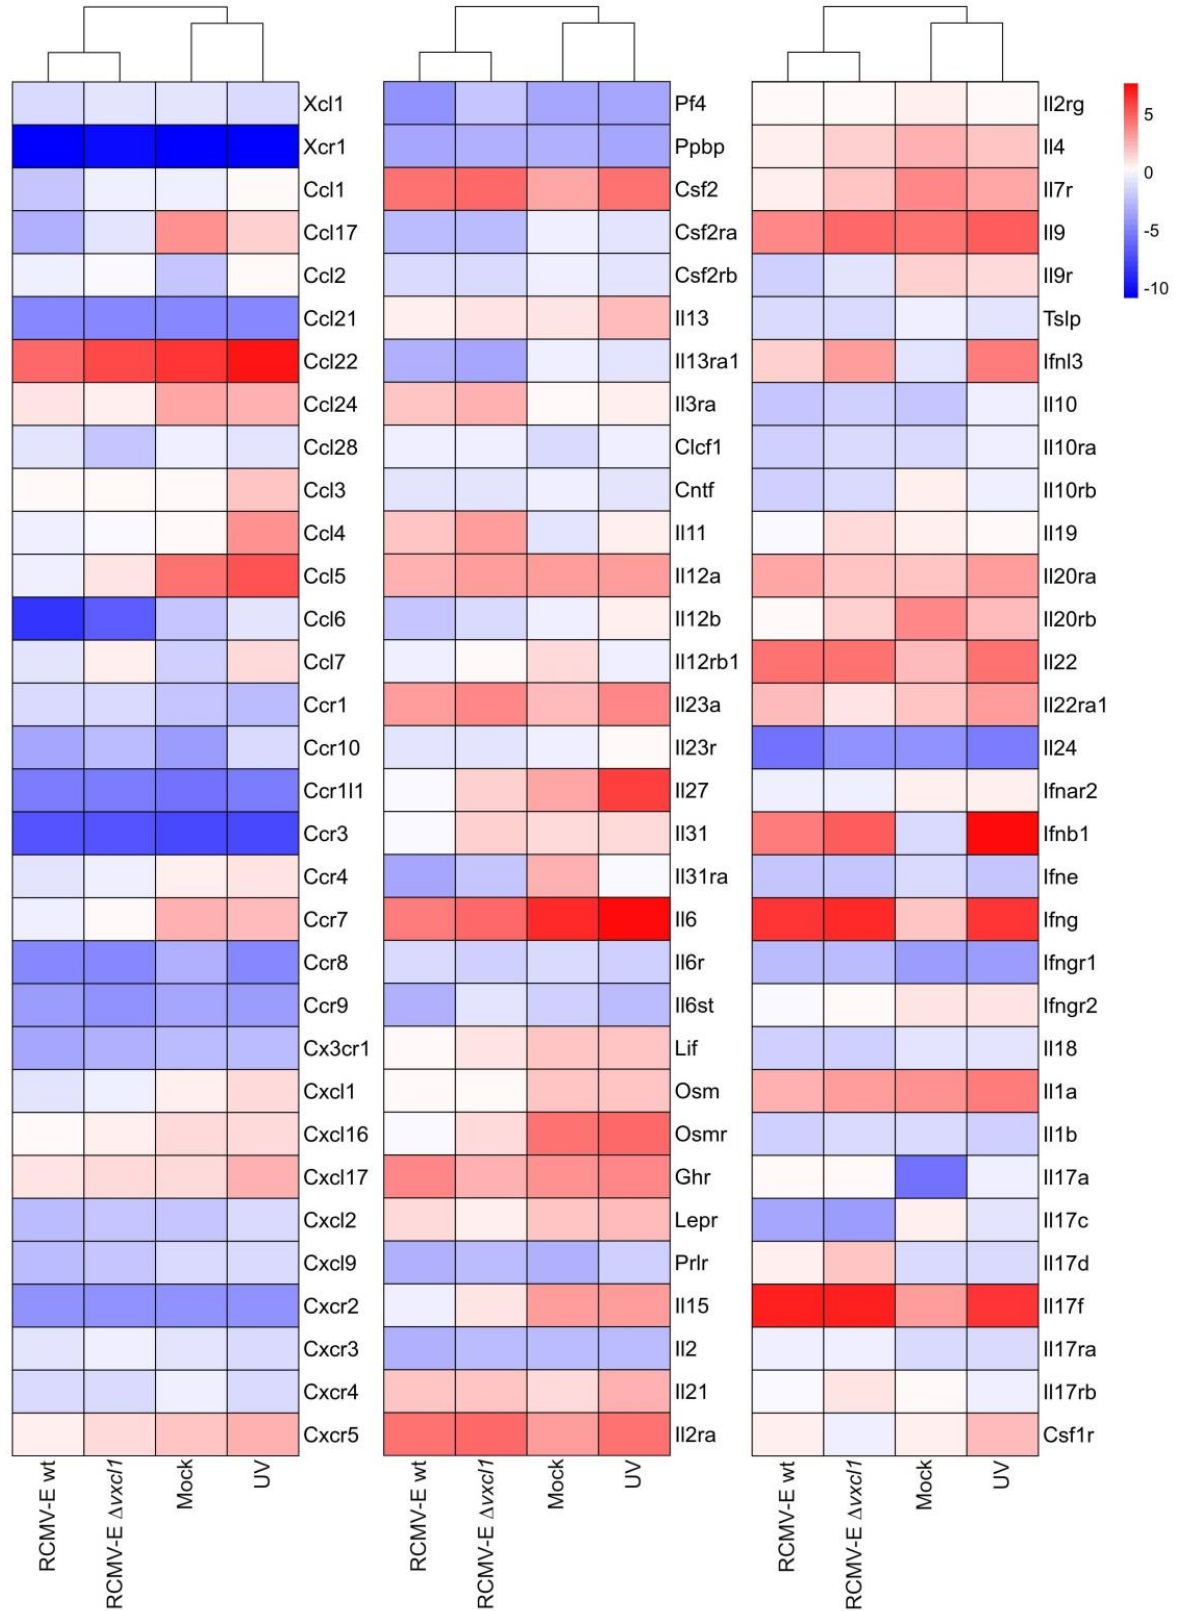 Xcl1
Xcr1
Ccl1
Ccl17
Ccl2
Ccl21
Ccl22
Ccl24
Ccl28
Ccl3
Ccl4
Ccl5
Ccl6
Ccl7
Ccr1
Ccr10
Ccr1l1
Ccr3
Ccr4
Ccr7
Ccr8
Ccr9
Cx3cr1
Cxcl1
Cxcl16
Cxcl17
Cxcl2
Cxcl9
Cxcr2
Cxcr3
Cxcr4
Cxcr5
RCMV-E wt
RCMV-E Δvxcl1
Mock
UV
Pf4
Ppbp
Csf2
Csf2ra
Csf2rb
Il13
Il13ra1
Il3ra
Clcf1
Cntf
Il11
Il12a
Il12b
Il12rb1
Il23a
Il23r
Il27
Il31
Il31ra
Il6
Il6r
Il6st
Lif
Osm
Osmr
Ghr
Lepr
Prlr
Il15
Il2
Il21
Il2ra
RCMV-E wt
RCMV-E Δvxcl1
Mock
UV
Il2rg
Il4
Il7r
Il9
Il9r
Tslp
Ifnl3
Il10
Il10ra
Il10rb
Il19
Il20ra
Il20rb
Il22
Il22ra1
Il24
Ifnar2
Ifnb1
Ifne
Ifng
Ifngr1
Ifngr2
Il18
Il1a
Il1b
Il17a
Il17c
Il17d
Il17f
Il17ra
Il17rb
Csf1r
RCMV-E wt
RCMV-E Δvxcl1
Mock
UV
5
0
-5
-10